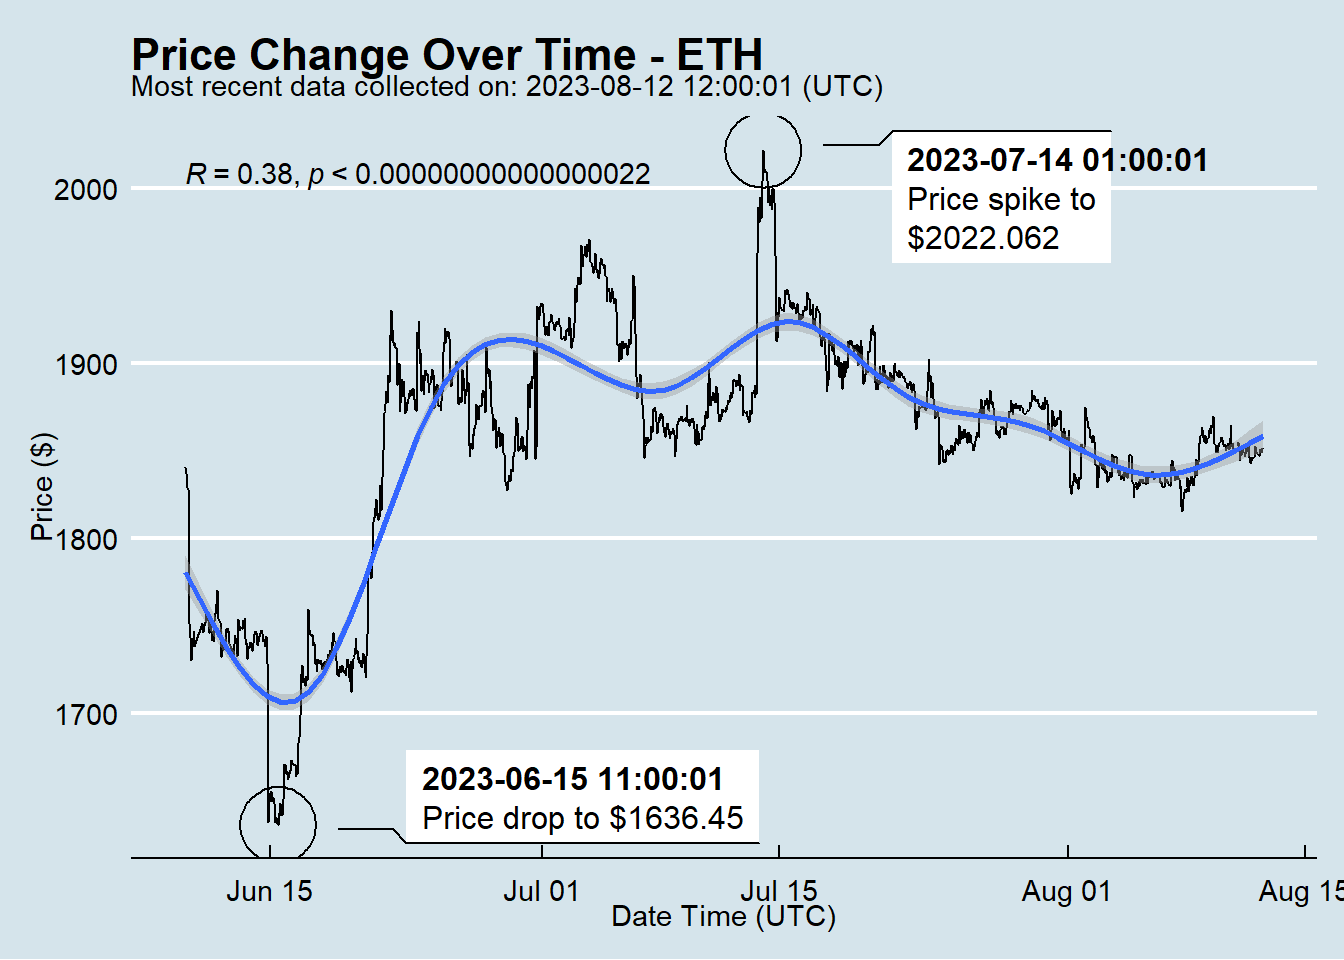 Price Change Over Time - ETH
Most recent data collected on: 2023-08-12 12:00:01 (UTC)
R = 0.38, p < 0.00000000000000022
2023-07-14 01:00:01
Price spike to
$2022.062
2000
1900
1800
1700
Price ($)
2023-06-15 11:00:01
Price drop to $1636.45
Jun 15
Jul 01
Jul 15
Aug 01
Aug 15
Date Time (UTC)